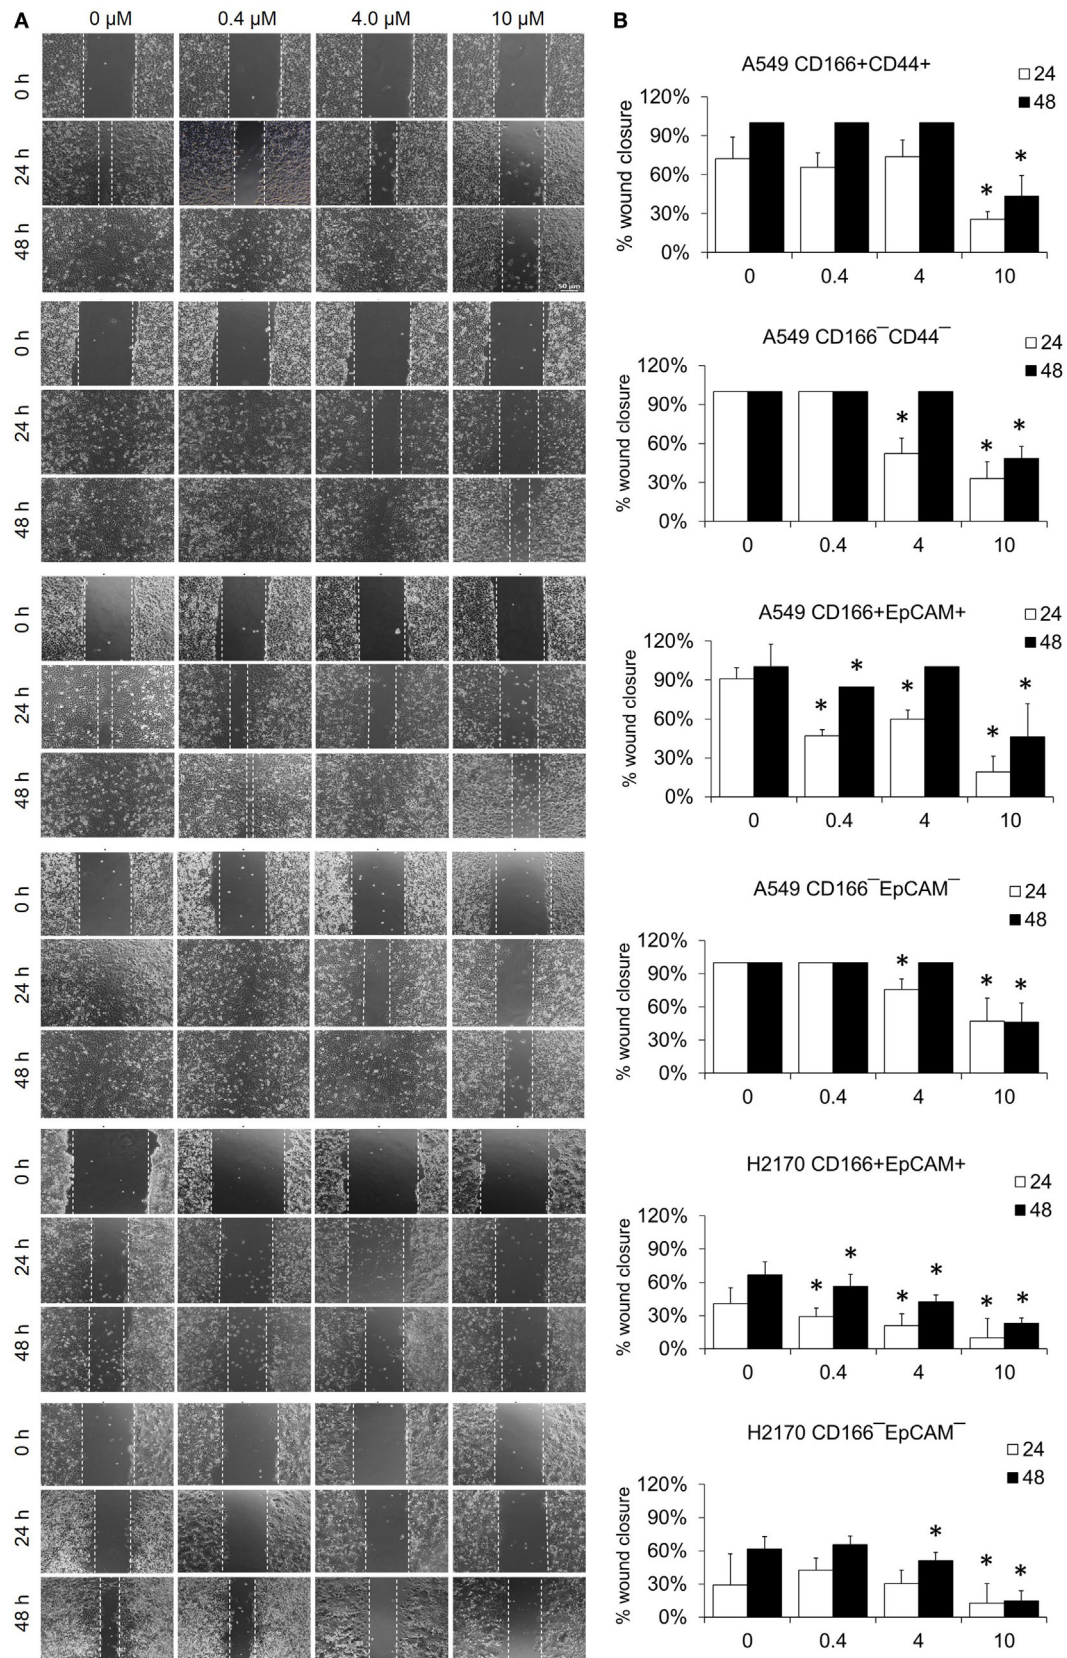 A
0 µM 0.4 µM 4.0 µM 10 µM
0 h
24 h
48 h
50 µm
0 h
24 h
48 h
0 h
24 h
48 h
0 h
24 h
48 h
0 h
24 h
48 h
0 h
24 h
48 h
B
A549 CD166+CD44+
24
48
% wound closure
120%
90%
60%
30%
0%
* *
0 0.4 4 10
A549 CD166¯CD44¯
24
48
% wound closure
120%
90%
60%
30%
0%
* * *
0 0.4 4 10
A549 CD166+EpCAM+
24
48
% wound closure
120%
90%
60%
30%
0%
* * * * *
0 0.4 4 10
A549 CD166¯EpCAM¯
24
48
% wound closure
120%
90%
60%
30%
0%
* * *
0 0.4 4 10
H2170 CD166+EpCAM+
24
48
% wound closure
120%
90%
60%
30%
0%
* * * * * *
0 0.4 4 10
H2170 CD166¯EpCAM¯
24
48
% wound closure
120%
90%
60%
30%
0%
* * *
0 0.4 4 10